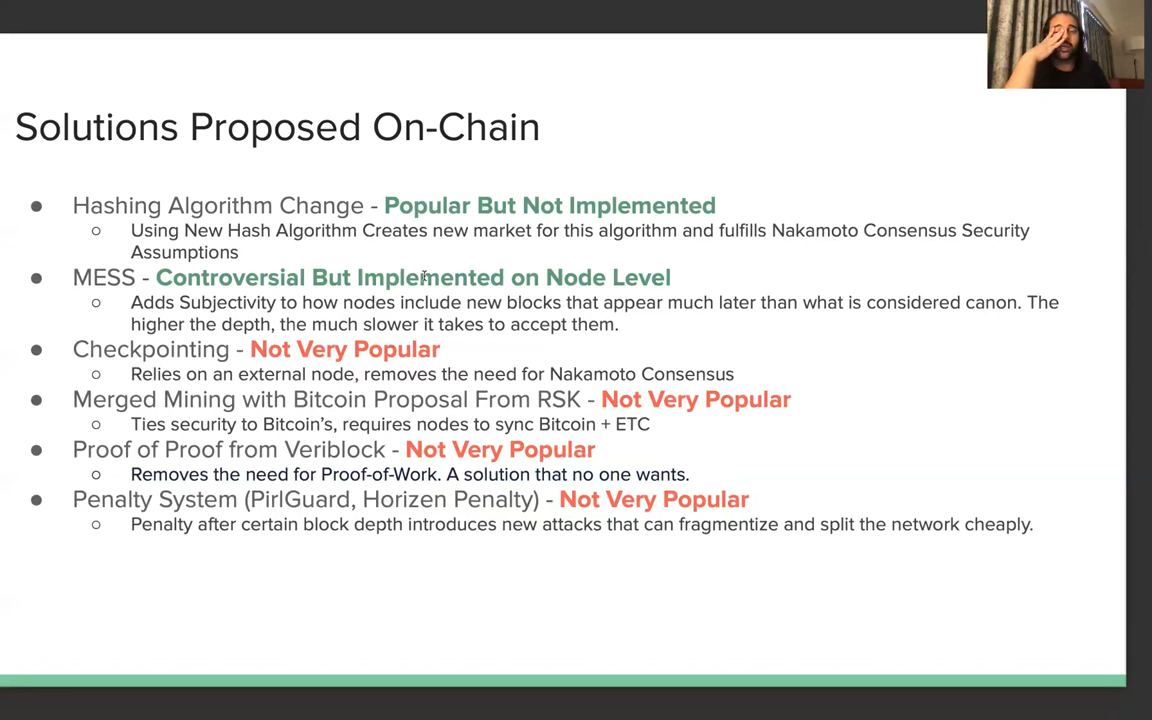 Solutions Proposed On-Chain
● Hashing Algorithm Change - Popular But Not Implemented
○ Using New Hash Algorithm Creates new market for this algorithm and fulfills Nakamoto Consensus Security
Assumptions
● MESS - Controversial But Implemented on Node Level
○ Adds Subjectivity to how nodes include new blocks that appear much later than what is considered canon. The
higher the depth, the much slower it takes to accept them.
● Checkpointing - Not Very Popular
○ Relies on an external node, removes the need for Nakamoto Consensus
● Merged Mining with Bitcoin Proposal From RSK - Not Very Popular
○ Ties security to Bitcoin’s, requires nodes to sync Bitcoin + ETC
● Proof of Proof from Veriblock - Not Very Popular
○ Removes the need for Proof-of-Work. A solution that no one wants.
● Penalty System (PirlGuard, Horizen Penalty) - Not Very Popular
○ Penalty after certain block depth introduces new attacks that can fragmentize and split the network cheaply.